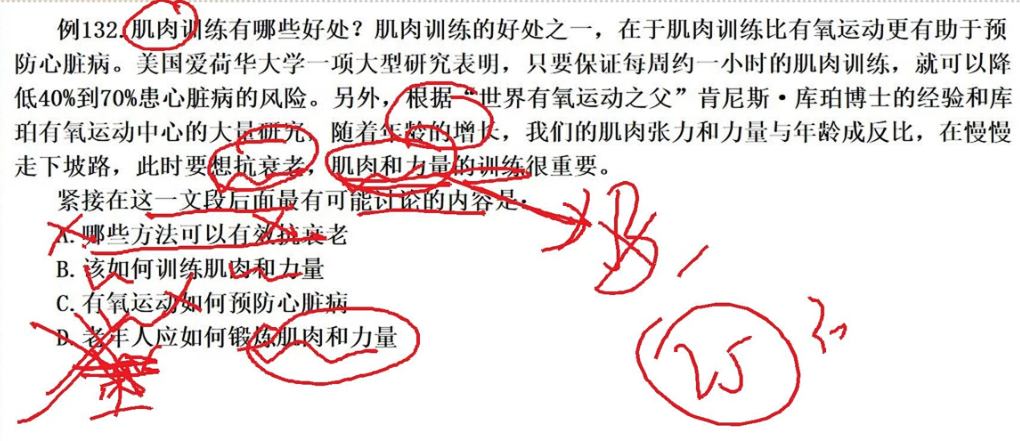 例132.肌肉训练有哪些好处？肌肉训练的好处之一，在于肌肉训练比有氧运动更有助于预
防心脏病。美国爱荷华大学一项大型研究表明，只要保证每周约一小时的肌肉训练，就可以降
低40%到70%患心脏病的风险。另外，根据“世界有氧运动之父”肯尼斯·库珀博士的经验和库
珀有氧运动中心的大量研究，随着年龄的增长，我们的肌肉张力和力量与年龄成反比，在慢慢
走下坡路，此时要想抗衰老，肌肉和力量的训练很重要。
紧接在这一文段后面最有可能讨论的内容是：
A.哪些方法可以有效抗衰老
B.该如何训练肌肉和力量
C.有氧运动如何预防心脏病
D.老年人应如何锻炼肌肉和力量
B